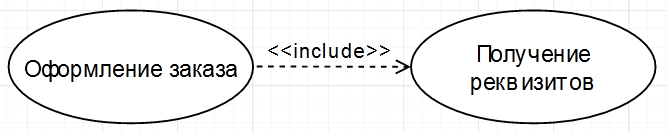 Оформление заказа
<<include>>
Получение
реквизитов